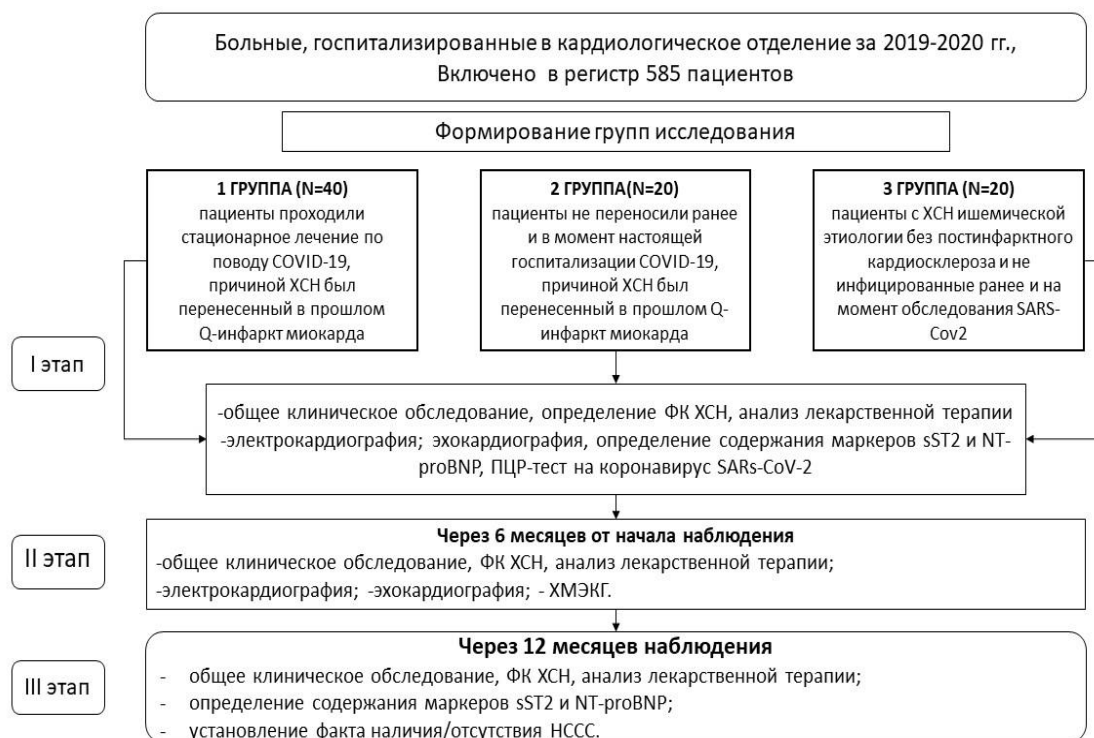 Больные, госпитализированные в кардиологическое отделение за 2019-2020 гг.,
Включено в регистр 585 пациентов
Формирование групп исследования
1 ГРУППА (N=40)
пациенты проходили
стационарное лечение по
поводу COVID-19,
причиной ХСН был
перенесенный в прошлом
Q-инфаркт миокарда
2 ГРУППА(N=20)
пациенты не переносили ранее
и в момент настоящей
госпитализации COVID-19,
причиной ХСН был
перенесенный в прошлом Q-
инфаркт миокарда
3 ГРУППА (N=20)
пациенты с ХСН ишемической
этиологии без постинфарктного
кардиосклероза и не
инфицированные ранее и на
момент обследования SARS-
Cov2
I этап
-общее клиническое обследование, определение ФК ХСН, анализ лекарственной терапии
-электрокардиография; эхокардиография, определение содержания маркеров sST2 и NT-
proBNP, ПЦР-тест на коронавирус SARs-CoV-2
II этап
Через 6 месяцев от начала наблюдения
-общее клиническое обследование, ФК ХСН, анализ лекарственной терапии;
-электрокардиография; -эхокардиография; - ХМЭКГ.
III этап
Через 12 месяцев наблюдения
- общее клиническое обследование, ФК ХСН, анализ лекарственной терапии;
- определение содержания маркеров sST2 и NT-proBNP;
- установление факта наличия/отсутствия НССС.